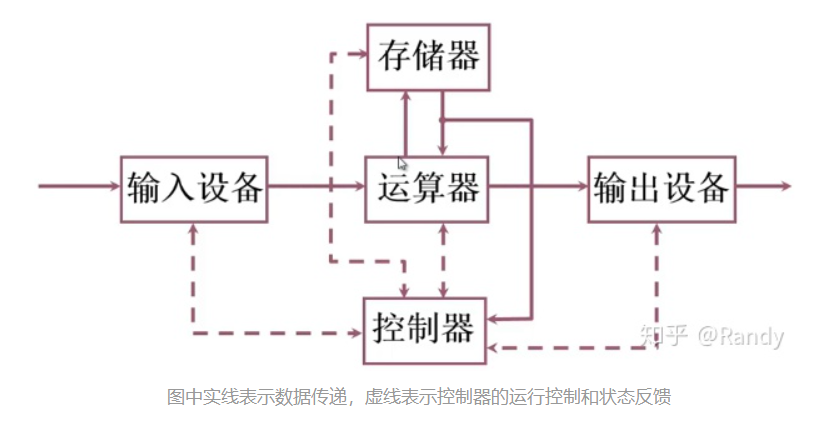 存储器
输入设备
运算器
输出设备
控制器
知乎 @Randy
图中实线表示数据传递，虚线表示控制器的运行控制和状态反馈